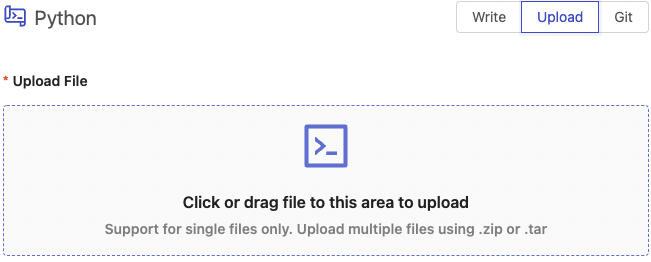 Python
Write Upload Git
* Upload File
Click or drag file to this area to upload
Support for single files only. Upload multiple files using .zip or .tar